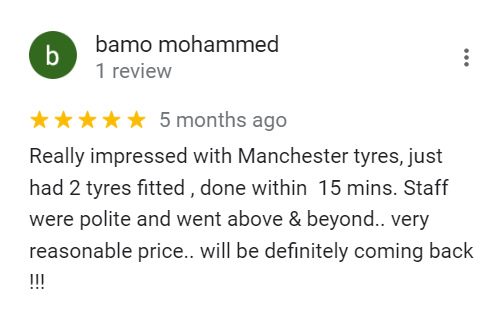 b
bamo mohammed
1 review
5 months ago
Really impressed with Manchester tyres, just
had 2 tyres fitted , done within  15 mins. Staff
were polite and went above & beyond.. very
reasonable price.. will be definitely coming back
!!!